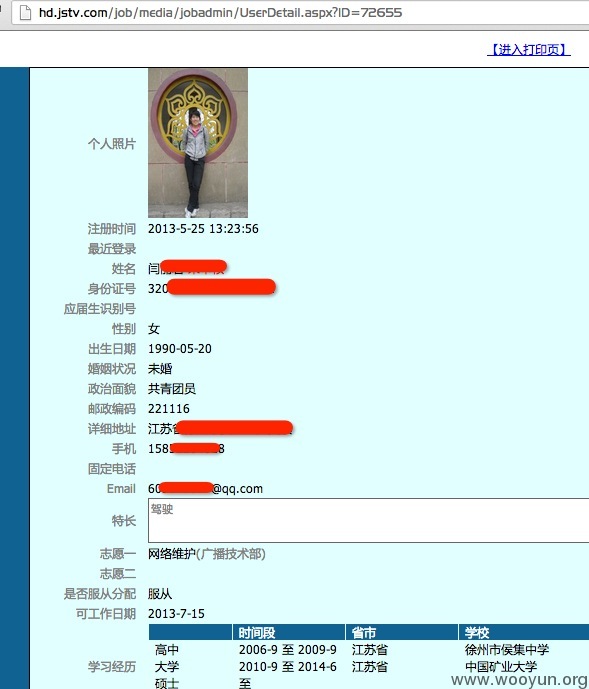 hd.jstv.com/job/media/jobadmin/UserDetail.aspx?ID=72655
【进入打印页】
个人照片
注册时间 2013-5-25 13:23:56
最近登录
姓名 闫
身份证号 320
应届生识别号
性别 女
出生日期 1990-05-20
婚姻状况 未婚
政治面貌 共青团员
邮政编码 221116
详细地址 江苏省
手机 158 8
固定电话
Email 60 @qq.com
特长 驾驶
志愿一 网络维护(广播技术部)
志愿二
是否服从分配 服从
可工作日期 2013-7-15
时间段 省市 学校
高中 2006-9 至 2009-9 江苏省 徐州市侯集中学
学习经历 大学 2010-9 至 2014-6 江苏省 中国矿业大学
硕士 至
www.wooyun.org